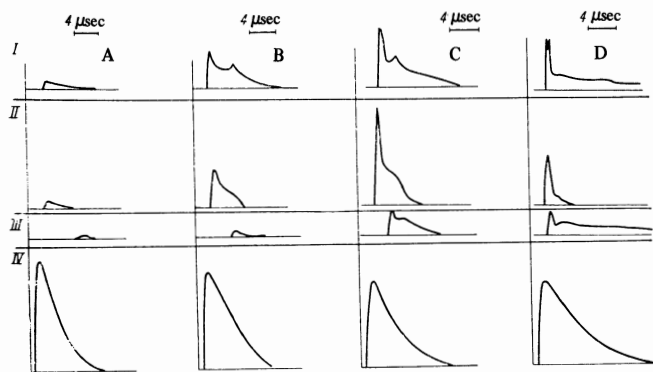 4 μsec 4 μsec 4 μsec 4 μsec
I A B C D
II
III
IV